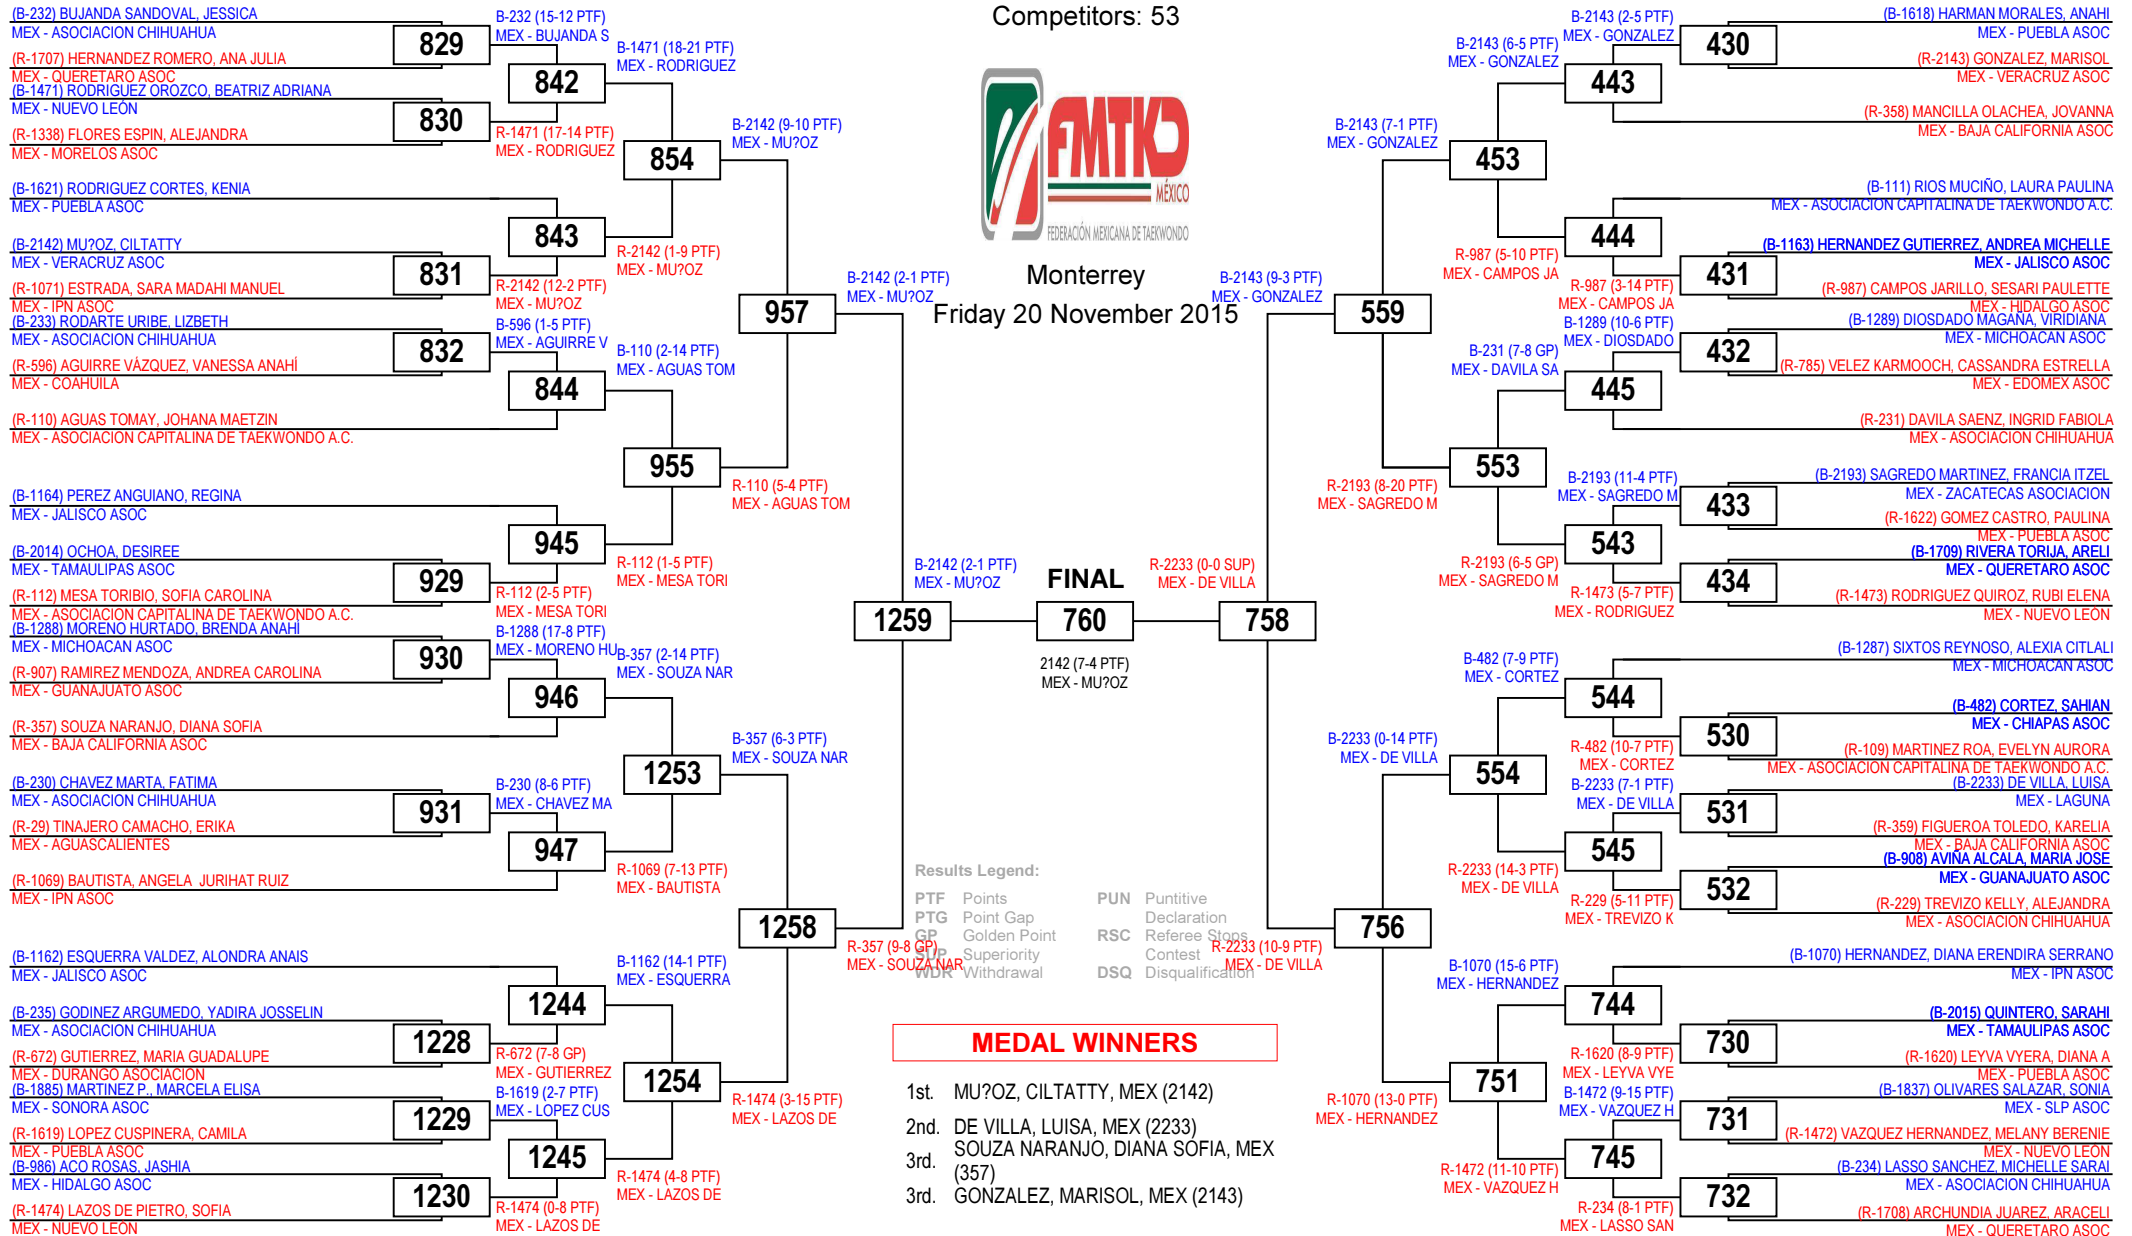 Competitors: 53
FMTKD
MÉXICO
FEDERACIÓN MEXICANA DE TAEKWONDO
Monterrey
Friday 20 November 2015
(B-232) BUJANDA SANDOVAL, JESSICA
MEX - ASOCIACION CHIHUAHUA
829
(R-1707) HERNANDEZ ROMERO, ANA JULIA
MEX - QUERETARO ASOC
(B-1471) RODRIGUEZ OROZCO, BEATRIZ ADRIANA
MEX - NUEVO LEÓN
830
(R-1338) FLORES ESPIN, ALEJANDRA
MEX - MORELOS ASOC
(B-1621) RODRIGUEZ CORTES, KENIA
MEX - PUEBLA ASOC
(B-2142) MU?OZ, CILTATTY
MEX - VERACRUZ ASOC
831
(R-1071) ESTRADA, SARA MADAHI MANUEL
MEX - IPN ASOC
(B-233) RODARTE URIBE, LIZBETH
MEX - ASOCIACION CHIHUAHUA
832
(R-596) AGUIRRE VÁZQUEZ, VANESSA ANAHÍ
MEX - COAHUILA
(R-110) AGUAS TOMAY, JOHANA MAETZIN
MEX - ASOCIACION CAPITALINA DE TAEKWONDO A.C.
(B-1164) PEREZ ANGUIANO, REGINA
MEX - JALISCO ASOC
(B-2014) OCHOA, DESIREE
MEX - TAMAULIPAS ASOC
929
(R-112) MESA TORIBIO, SOFIA CAROLINA
MEX - ASOCIACION CAPITALINA DE TAEKWONDO A.C.
(B-1288) MORENO HURTADO, BRENDA ANAHÍ
MEX - MICHOACAN ASOC
930
(R-907) RAMIREZ MENDOZA, ANDREA CAROLINA
MEX - GUANAJUATO ASOC
(R-357) SOUZA NARANJO, DIANA SOFIA
MEX - BAJA CALIFORNIA ASOC
(B-230) CHAVEZ MARTA, FATIMA
MEX - ASOCIACION CHIHUAHUA
931
(R-29) TINAJERO CAMACHO, ERIKA
MEX - AGUASCALIENTES
(R-1069) BAUTISTA, ANGELA JURIHAT RUIZ
MEX - IPN ASOC
(B-1162) ESQUERRA VALDEZ, ALONDRA ANAIS
MEX - JALISCO ASOC
(B-235) GODINEZ ARGUMEDO, YADIRA JOSSELIN
MEX - ASOCIACION CHIHUAHUA
1228
(R-672) GUTIERREZ, MARIA GUADALUPE
MEX - DURANGO ASOCIACION
(B-1885) MARTINEZ P., MARCELA ELISA
MEX - SONORA ASOC
1229
(R-1619) LOPEZ CUSPINERA, CAMILA
MEX - PUEBLA ASOC
(B-986) ACO ROSAS, JASHIA
MEX - HIDALGO ASOC
1230
(R-1474) LAZOS DE PIETRO, SOFIA
MEX - NUEVO LEÓN
B-232 (15-12 PTF)
MEX - BUJANDA S
842
R-1471 (17-14 PTF)
MEX - RODRIGUEZ
843
R-2142 (12-2 PTF)
MEX - MU?OZ
B-596 (1-5 PTF)
MEX - AGUIRRE V
844
945
R-112 (2-5 PTF)
MEX - MESA TORI
B-1288 (17-8 PTF)
MEX - MORENO HU
946
B-230 (8-6 PTF)
MEX - CHAVEZ MA
947
1244
R-672 (7-8 GP)
MEX - GUTIERREZ
B-1619 (2-7 PTF)
MEX - LOPEZ CUS
1245
R-1474 (0-8 PTF)
MEX - LAZOS DE
B-1471 (18-21 PTF)
MEX - RODRIGUEZ
854
R-2142 (1-9 PTF)
MEX - MU?OZ
B-110 (2-14 PTF)
MEX - AGUAS TOM
955
R-112 (1-5 PTF)
MEX - MESA TORI
B-357 (2-14 PTF)
MEX - SOUZA NAR
1253
R-1069 (7-13 PTF)
MEX - BAUTISTA
B-1162 (14-1 PTF)
MEX - ESQUERRA
1254
R-1474 (4-8 PTF)
MEX - LAZOS DE
B-2142 (9-10 PTF)
MEX - MU?OZ
957
R-110 (5-4 PTF)
MEX - AGUAS TOM
B-357 (6-3 PTF)
MEX - SOUZA NAR
1258
R-1474 (3-15 PTF)
MEX - LAZOS DE
B-2142 (2-1 PTF)
MEX - MU?OZ
1259
R-357 (9-8 GP)
MEX - SOUZA NAR
B-2142 (2-1 PTF)
MEX - MU?OZ
FINAL
760
2142 (7-4 PTF)
MEX - MU?OZ
R-2233 (0-0 SUP)
MEX - DE VILLA
B-2143 (9-3 PTF)
MEX - GONZALEZ
758
R-2233 (10-9 PTF)
MEX - DE VILLA
B-2143 (7-1 PTF)
MEX - GONZALEZ
559
R-2193 (8-20 PTF)
MEX - SAGREDO M
B-2233 (0-14 PTF)
MEX - DE VILLA
756
R-1070 (13-0 PTF)
MEX - HERNANDEZ
B-2143 (6-5 PTF)
MEX - GONZALEZ
453
R-987 (5-10 PTF)
MEX - CAMPOS JA
B-231 (7-8 GP)
MEX - DAVILA SA
553
R-2193 (6-5 GP)
MEX - SAGREDO M
B-482 (7-9 PTF)
MEX - CORTEZ
554
R-2233 (14-3 PTF)
MEX - DE VILLA
B-1070 (15-6 PTF)
MEX - HERNANDEZ
751
R-1472 (11-10 PTF)
MEX - VAZQUEZ H
B-2143 (2-5 PTF)
MEX - GONZALEZ
443
444
R-987 (3-14 PTF)
MEX - CAMPOS JA
B-1289 (10-6 PTF)
MEX - DIOSDADO
445
B-2193 (11-4 PTF)
MEX - SAGREDO M
543
R-1473 (5-7 PTF)
MEX - RODRIGUEZ
544
R-482 (10-7 PTF)
MEX - CORTEZ
B-2233 (7-1 PTF)
MEX - DE VILLA
545
R-229 (5-11 PTF)
MEX - TREVIZO K
744
R-1620 (8-9 PTF)
MEX - LEYVA VYE
B-1472 (9-15 PTF)
MEX - VAZQUEZ H
745
R-234 (8-1 PTF)
MEX - LASSO SAN
(B-1618) HARMAN MORALES, ANAHI
MEX - PUEBLA ASOC
430
(R-2143) GONZALEZ, MARISOL
MEX - VERACRUZ ASOC
(R-358) MANCILLA OLACHEA, JOVANNA
MEX - BAJA CALIFORNIA ASOC
(B-111) RIOS MUCIÑO, LAURA PAULINA
MEX - ASOCIACION CAPITALINA DE TAEKWONDO A.C.
(B-1163) HERNANDEZ GUTIERREZ, ANDREA MICHELLE
MEX - JALISCO ASOC
431
(R-987) CAMPOS JARILLO, SESARI PAULETTE
MEX - HIDALGO ASOC
(B-1289) DIOSDADO MAGAÑA, VIRIDIANA
MEX - MICHOACAN ASOC
432
(R-785) VELEZ KARMOOCH, CASSANDRA ESTRELLA
MEX - EDOMEX ASOC
(R-231) DAVILA SAENZ, INGRID FABIOLA
MEX - ASOCIACION CHIHUAHUA
(B-2193) SAGREDO MARTINEZ, FRANCIA ITZEL
MEX - ZACATECAS ASOCIACION
433
(R-1622) GOMEZ CASTRO, PAULINA
MEX - PUEBLA ASOC
(B-1709) RIVERA TORIJA, ARELI
MEX - QUERETARO ASOC
434
(R-1473) RODRIGUEZ QUIROZ, RUBI ELENA
MEX - NUEVO LEÓN
(B-1287) SIXTOS REYNOSO, ALEXIA CITLALI
MEX - MICHOACAN ASOC
(B-482) CORTEZ, SAHIAN
MEX - CHIAPAS ASOC
530
(R-109) MARTINEZ ROA, EVELYN AURORA
MEX - ASOCIACION CAPITALINA DE TAEKWONDO A.C.
(B-2233) DE VILLA, LUISA
MEX - LAGUNA
531
(R-359) FIGUEROA TOLEDO, KARELIA
MEX - BAJA CALIFORNIA ASOC
(B-908) AVIÑA ALCALA, MARIA JOSE
MEX - GUANAJUATO ASOC
532
(R-229) TREVIZO KELLY, ALEJANDRA
MEX - ASOCIACION CHIHUAHUA
(B-1070) HERNANDEZ, DIANA ERENDIRA SERRANO
MEX - IPN ASOC
(B-2015) QUINTERO, SARAHI
MEX - TAMAULIPAS ASOC
730
(R-1620) LEYVA VYERA, DIANA A
MEX - PUEBLA ASOC
(B-1837) OLIVARES SALAZAR, SONIA
MEX - SLP ASOC
731
(R-1472) VAZQUEZ HERNANDEZ, MELANY BERENIE
MEX - NUEVO LEÓN
(B-234) LASSO SANCHEZ, MICHELLE SARAI
MEX - ASOCIACION CHIHUAHUA
732
(R-1708) ARCHUNDIA JUAREZ, ARACELI
MEX - QUERETARO ASOC
Results Legend:
PTF Points
PTG Point Gap
GP Golden Point
SUP Superiority
WDR Withdrawal
PUN Puntitive
Declaration
RSC Referee Stops
Contest
DSQ Disqualification
MEDAL WINNERS
1st. MU?OZ, CILTATTY, MEX (2142)
2nd. DE VILLA, LUISA, MEX (2233)
3rd. SOUZA NARANJO, DIANA SOFIA, MEX
(357)
3rd. GONZALEZ, MARISOL, MEX (2143)